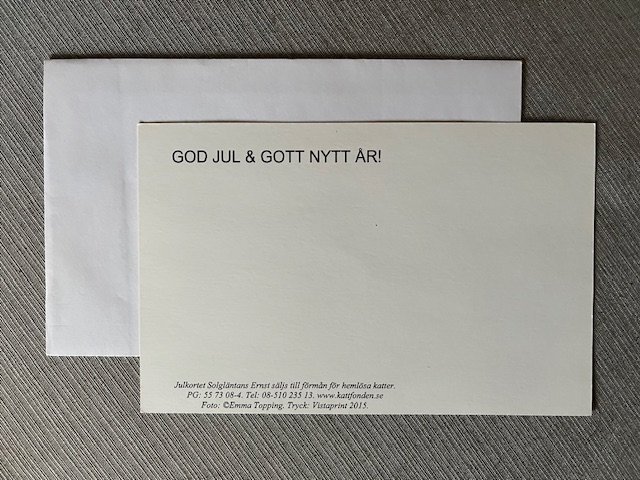 GOD JUL & GOTT NYTT ÅR!
Julkortet Solgläntans Ernst säljs till förmån för hemlösa katter.
PG: 55 73 08-4. Tel: 08-510 235 13. www.kattfonden.se
Foto: ©Emma Topping. Tryck: Vistaprint 2015.